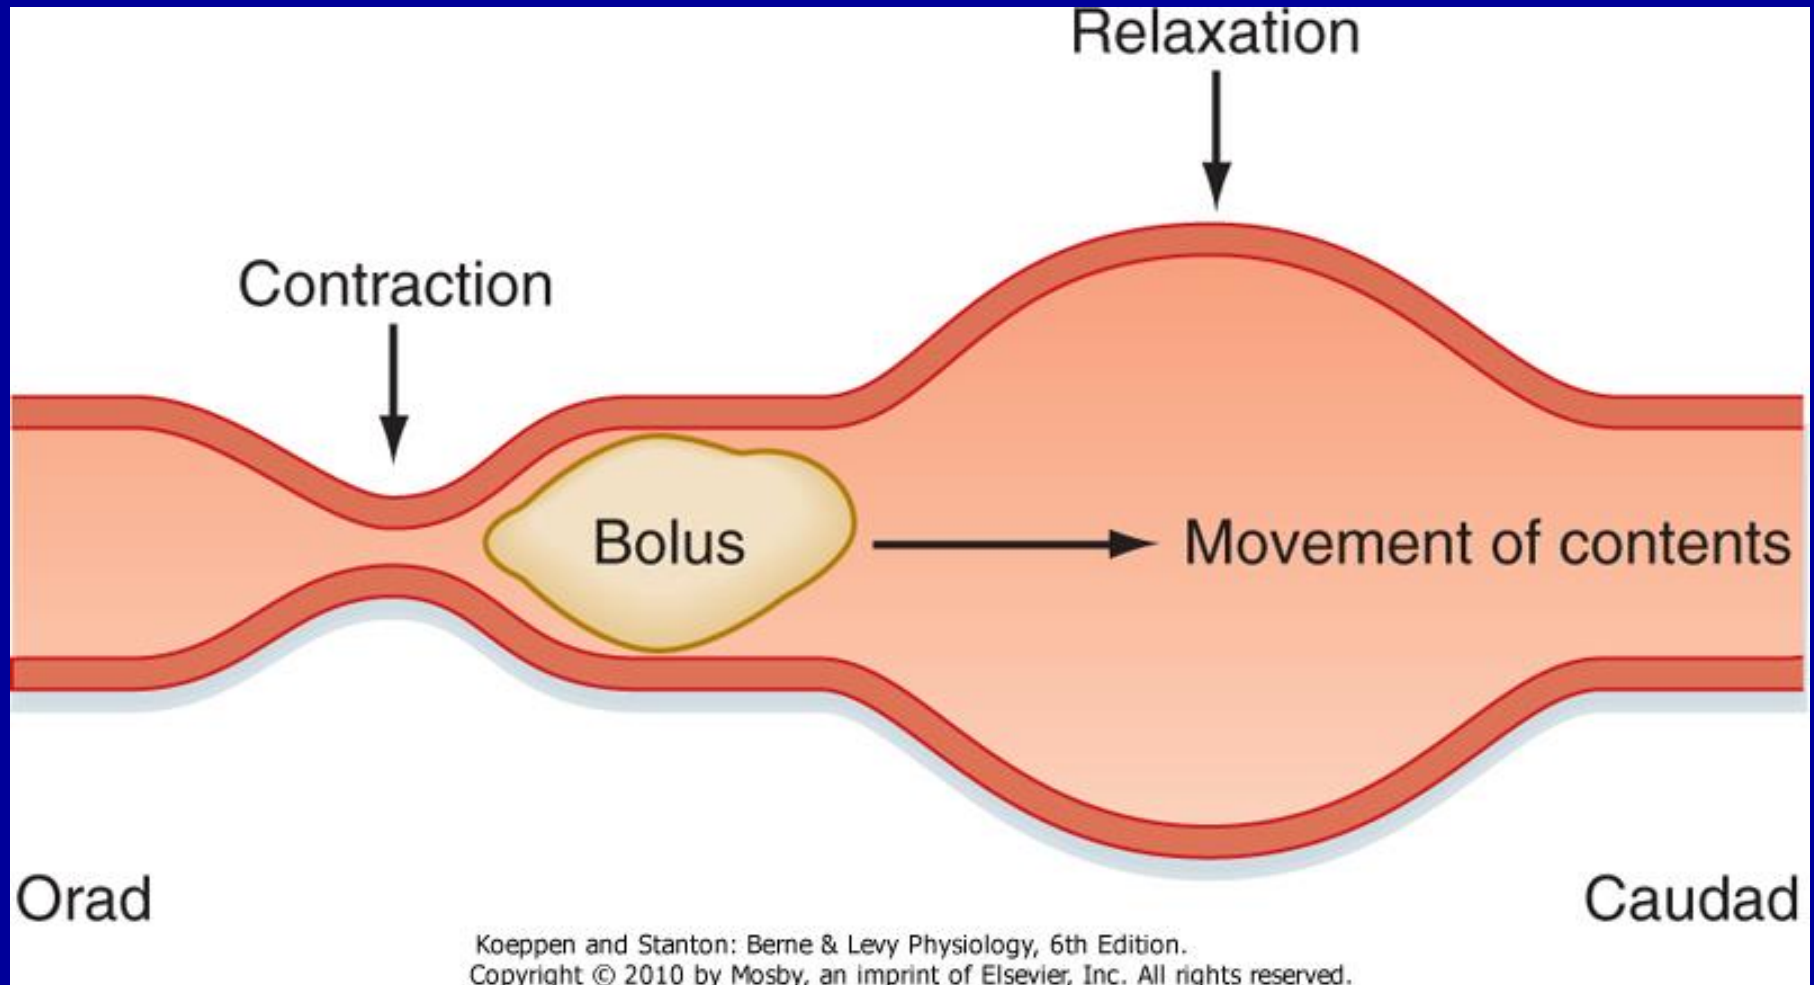 Relaxation
Contraction
Bolus
Movement of contents
Orad
Caudad
Koeppen and Stanton: Berne & Levy Physiology, 6th Edition.
Copyright © 2010 by Mosby, an imprint of Elsevier, Inc. All rights reserved.